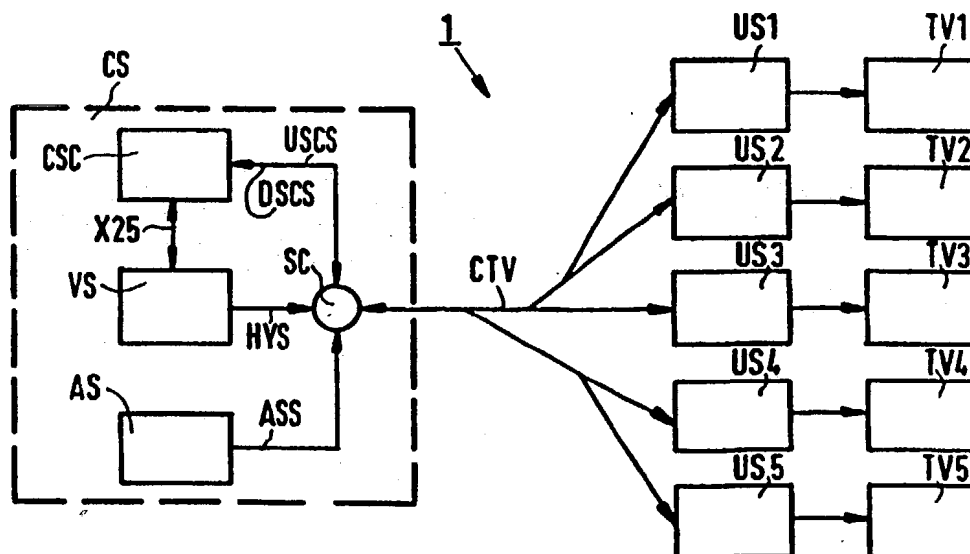 1
US1
TV1
CS
CSC
USCS
DSCS
US2
TV2
X25
SC
CTV
US3
TV3
VS
HYS
US4
TV4
AS
ASS
US5
TV5